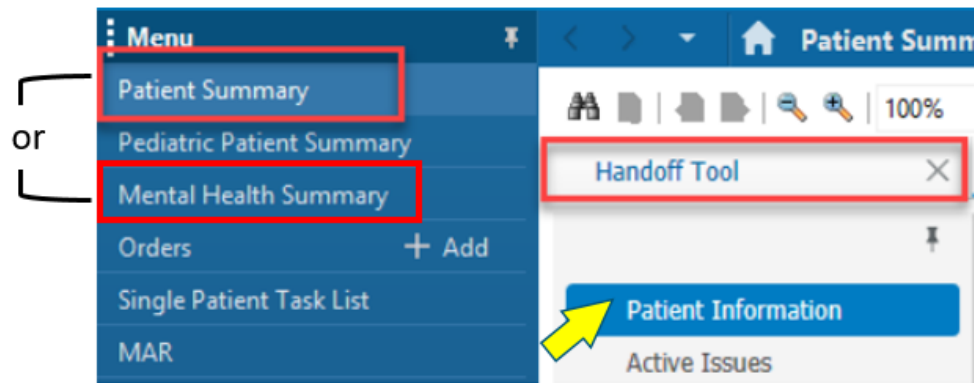 or
Menu
Patient Summary
Pediatric Patient Summary
Mental Health Summary
Orders + Add
Single Patient Task List
MAR
Patient Summ
100%
Handoff Tool
Patient Information
Active Issues